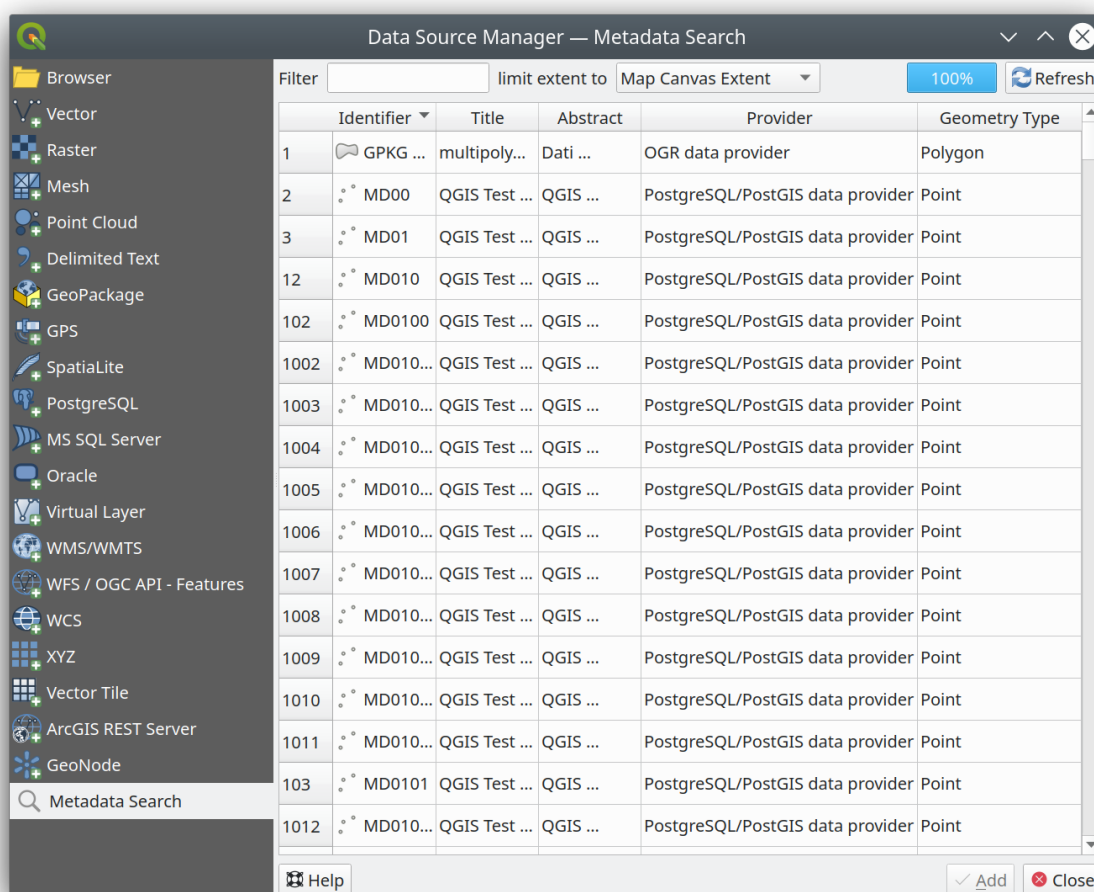 Data Source Manager — Metadata Search
Browser
Vector
Raster
Mesh
Point Cloud
Delimited Text
GeoPackage
GPS
SpatiaLite
PostgreSQL
MS SQL Server
Oracle
Virtual Layer
WMS/WMTS
WFS / OGC API - Features
WCS
XYZ
Vector Tile
ArcGIS REST Server
GeoNode
Metadata Search
Filter limit extent to Map Canvas Extent 100% Refresh
Identifier Title Abstract Provider Geometry Type
1 GPKG ... multipoly... Dati ... OGR data provider Polygon
2 MD00 QGIS Test ... QGIS ... PostgreSQL/PostGIS data provider Point
3 MD01 QGIS Test ... QGIS ... PostgreSQL/PostGIS data provider Point
12 MD010 QGIS Test ... QGIS ... PostgreSQL/PostGIS data provider Point
102 MD0100 QGIS Test ... QGIS ... PostgreSQL/PostGIS data provider Point
1002 MD010... QGIS Test ... QGIS ... PostgreSQL/PostGIS data provider Point
1003 MD010... QGIS Test ... QGIS ... PostgreSQL/PostGIS data provider Point
1004 MD010... QGIS Test ... QGIS ... PostgreSQL/PostGIS data provider Point
1005 MD010... QGIS Test ... QGIS ... PostgreSQL/PostGIS data provider Point
1006 MD010... QGIS Test ... QGIS ... PostgreSQL/PostGIS data provider Point
1007 MD010... QGIS Test ... QGIS ... PostgreSQL/PostGIS data provider Point
1008 MD010... QGIS Test ... QGIS ... PostgreSQL/PostGIS data provider Point
1009 MD010... QGIS Test ... QGIS ... PostgreSQL/PostGIS data provider Point
1010 MD010... QGIS Test ... QGIS ... PostgreSQL/PostGIS data provider Point
1011 MD010... QGIS Test ... QGIS ... PostgreSQL/PostGIS data provider Point
103 MD0101 QGIS Test ... QGIS ... PostgreSQL/PostGIS data provider Point
1012 MD010... QGIS Test ... QGIS ... PostgreSQL/PostGIS data provider Point
Help Add Close